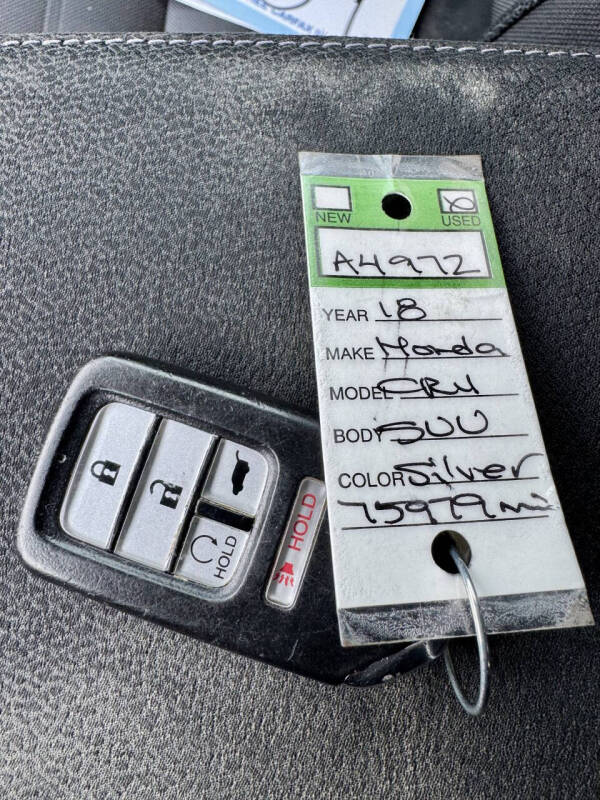 NEW USED
A4972
YEAR 18
MAKE Honda
MODEL CRV
BODY SUV
COLOR Silver
75979 mi
HOLD
HOLD